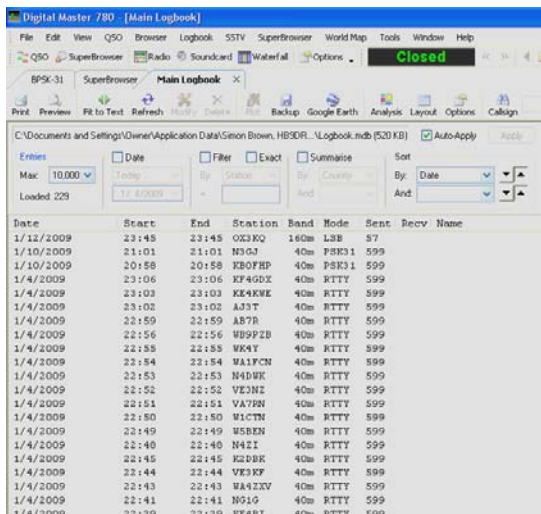 Digital Master 780 - [Main Logbook]
File Edit View QSO Browser Logbook SSTV SuperBrowser World Map Tools Window Help
QSO SuperBrowser Radio Soundcard Waterfall Options Closed
BPSK-31 SuperBrowser Main Logbook ×
Print Preview Fit to Text Refresh Modify Delete Backup Google Earth Analysis Layout Options Callsign
C:\Documents and Settings\Owner\Application Data\Simon Brown, HB9DR...\Logbook.mdb (520 KB) Auto-Apply Apply
Entries Date Filter Exact Summarise Sort
Max: 10,000 Today By: Station By: Country By: Date
Loaded 229 = And: And:
Date Start End Station Band Mode Sent Recv Name
1/12/2009 23:45 23:45 OX3KQ 160m LSB 57
1/10/2009 21:01 21:01 N3GJ 40m PSK31 599
1/10/2009 20:58 20:58 KB0FHP 40m PSK31 599
1/4/2009 23:06 23:06 KF4GDX 40m RTTY 599
1/4/2009 23:03 23:03 KE4KWE 40m RTTY 599
1/4/2009 23:02 23:02 AJ3T 40m RTTY 599
1/4/2009 22:59 22:59 AB7R 40m RTTY 599
1/4/2009 22:56 22:56 WB9PZB 40m RTTY 599
1/4/2009 22:55 22:55 WK4Y 40m RTTY 599
1/4/2009 22:54 22:54 WA1FCN 40m RTTY 599
1/4/2009 22:53 22:53 N4DWK 40m RTTY 599
1/4/2009 22:52 22:52 VE3NZ 40m RTTY 599
1/4/2009 22:51 22:51 VA7RN 40m RTTY 599
1/4/2009 22:50 22:50 W1CTN 40m RTTY 599
1/4/2009 22:49 22:49 W5BEN 40m RTTY 599
1/4/2009 22:48 22:48 N4ZI 40m RTTY 599
1/4/2009 22:45 22:45 K2DBK 40m RTTY 599
1/4/2009 22:44 22:44 VE3KF 40m RTTY 599
1/4/2009 22:43 22:43 WA4ZXV 40m RTTY 599
1/4/2009 22:41 22:41 NG1G 40m RTTY 599